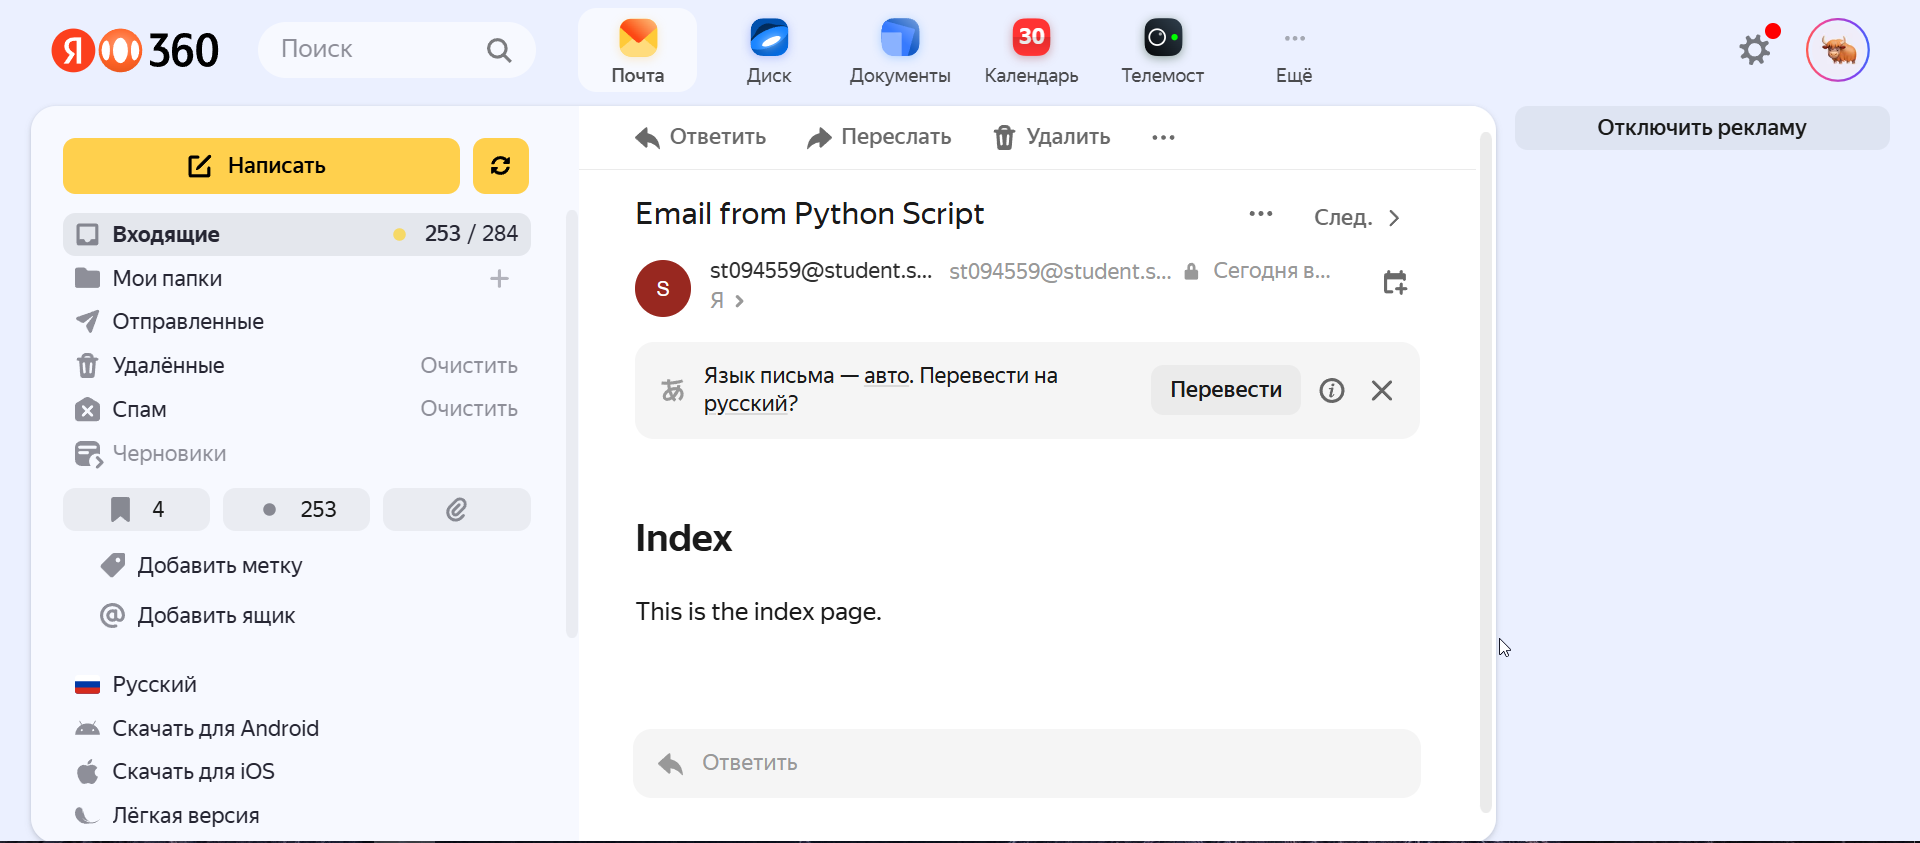 Я 360
Поиск
Почта
Диск
Документы
30
Календарь
Телемост
Ещё
Написать
Входящие 253 / 284
Мои папки
Отправленные
Удалённые Очистить
Спам Очистить
Черновики
4 253
Добавить метку
Добавить ящик
Русский
Скачать для Android
Скачать для iOS
Лёгкая версия
Ответить Переслать Удалить
Email from Python Script След.
S
st094559@student.s... st094559@student.s... Сегодня в...
Я
あ
Язык письма — авто. Перевести на
русский?
Перевести
Index
This is the index page.
Ответить
Отключить рекламу